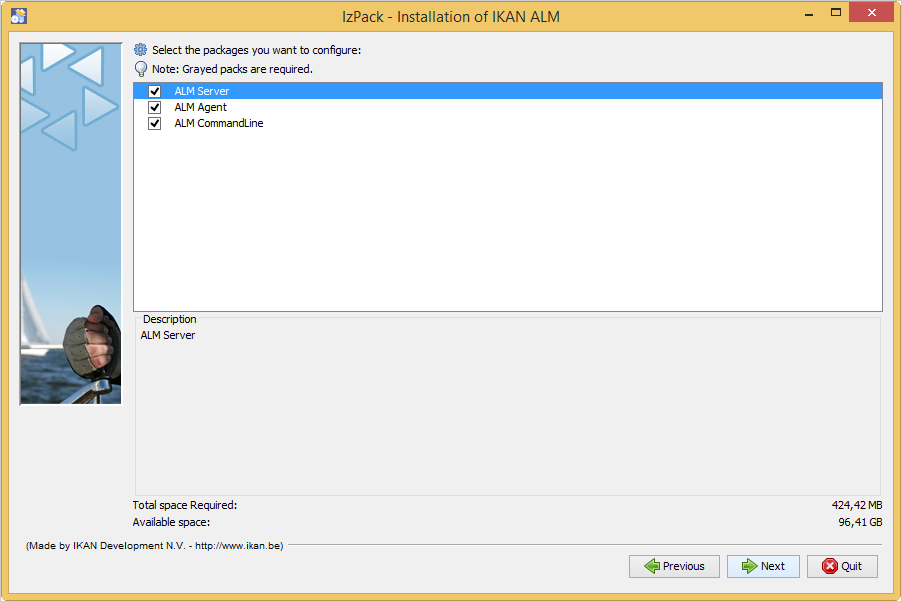 IzPack - Installation of IKAN ALM
Select the packages you want to configure:
Note: Grayed packs are required.
ALM Server
ALM Agent
ALM CommandLine
Description
ALM Server
Total space Required: 424,42 MB
Available space: 96,41 GB
(Made by IKAN Development N.V. - http://www.ikan.be)
Previous Next Quit